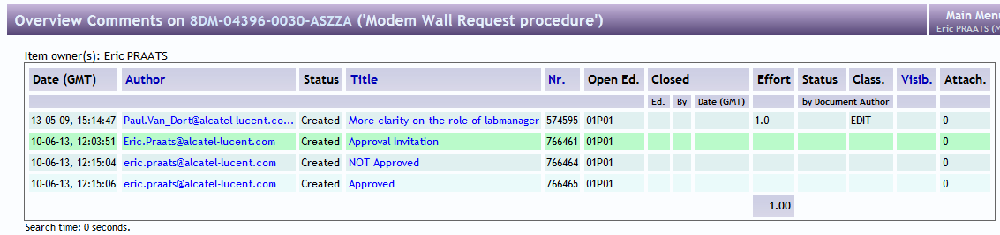 Overview Comments on 8DM-04396-0030-ASZZA ('Modem Wall Request procedure')
Main Menu
Eric PRAATS (M
Item owner(s): Eric PRAATS
Date (GMT) Author Status Title Nr. Open Ed. Closed Effort Status Class. Visib. Attach.
Ed. By Date (GMT) by Document Author
13-05-09, 15:14:47 Paul.Van_Dort@alcatel-lucent.co... Created More clarity on the role of labmanager 574595 01P01 1.0 EDIT 0
10-06-13, 12:03:51 Eric.Praats@alcatel-lucent.com Created Approval Invitation 766461 01P01 0
10-06-13, 12:15:04 eric.praats@alcatel-lucent.com Created NOT Approved 766464 01P01 0
10-06-13, 12:15:06 eric.praats@alcatel-lucent.com Created Approved 766465 01P01 0
1.00
Search time: 0 seconds.